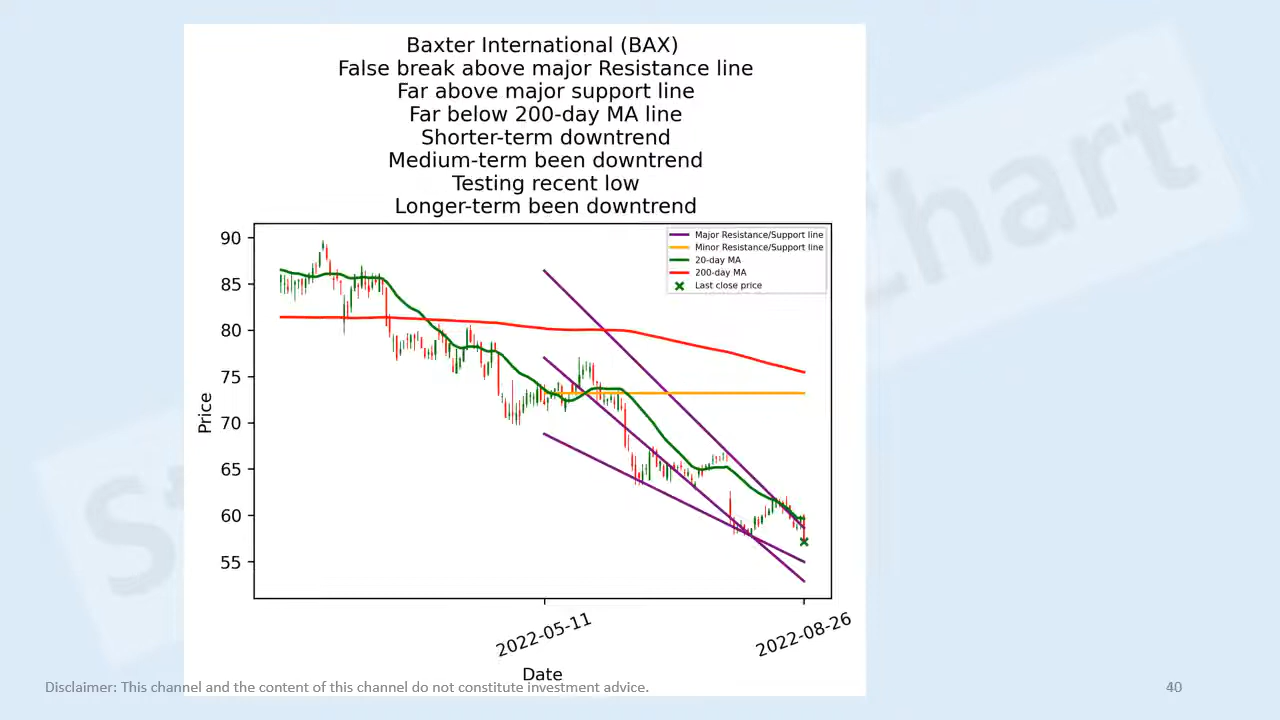 Baxter International (BAX)
False break above major Resistance line
Far above major support line
Far below 200-day MA line
Shorter-term downtrend
Medium-term been downtrend
Testing recent low
Longer-term been downtrend
Major Resistance/Support line
Minor Resistance/Support line
20-day MA
200-day MA
Last close price
90
85
80
75
70
65
60
55
Price
2022-05-11
2022-08-26
Date
Disclaimer: This channel and the content of this channel do not constitute investment advice.
40
St
chart